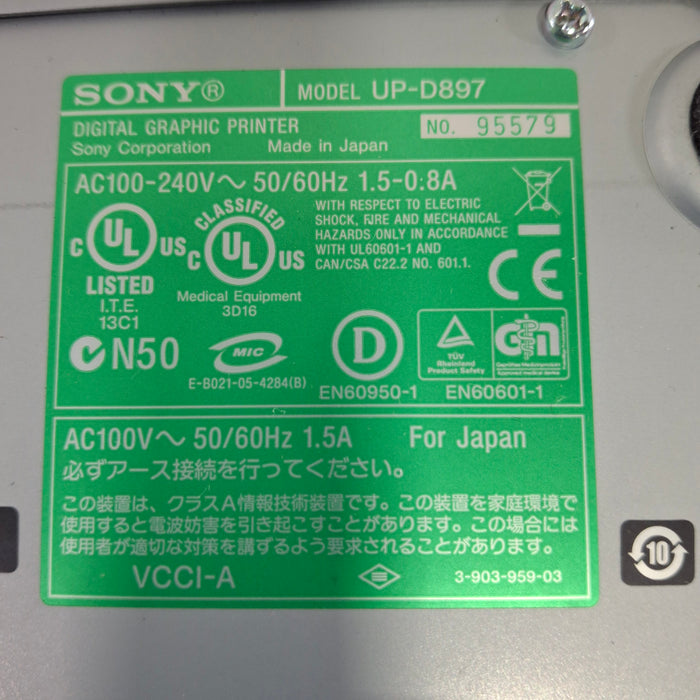 SONY®
MODEL UP-D897
DIGITAL GRAPHIC PRINTER
NO. 95579
Sony Corporation Made in Japan
AC100-240V～ 50/60Hz 1.5-0.8A
WITH RESPECT TO ELECTRIC
SHOCK, FIRE AND MECHANICAL
HAZARDS ONLY IN ACCORDANCE
WITH UL60601-1 AND
CAN/CSA C22.2 NO. 601.1.
C UL US
LISTED
I.T.E.
13C1
CLASSIFIED
C UL US
Medical Equipment
3D16
CE
N50
MIC
E-B021-05-4284(B)
D
EN60950-1
TÜV
Rheinland
Product Safety
Geprüftes Medizinprodukt
Approved medical device
EN60601-1
AC100V～ 50/60Hz 1.5A For Japan
必ずアース接続を行ってください。
この装置は、クラスA情報技術装置です。この装置を家庭環境で
使用すると電波妨害を引き起こすことがあります。この場合には
使用者が適切な対策を講ずるよう要求されることがあります。
VCCI-A
3-903-959-03
10